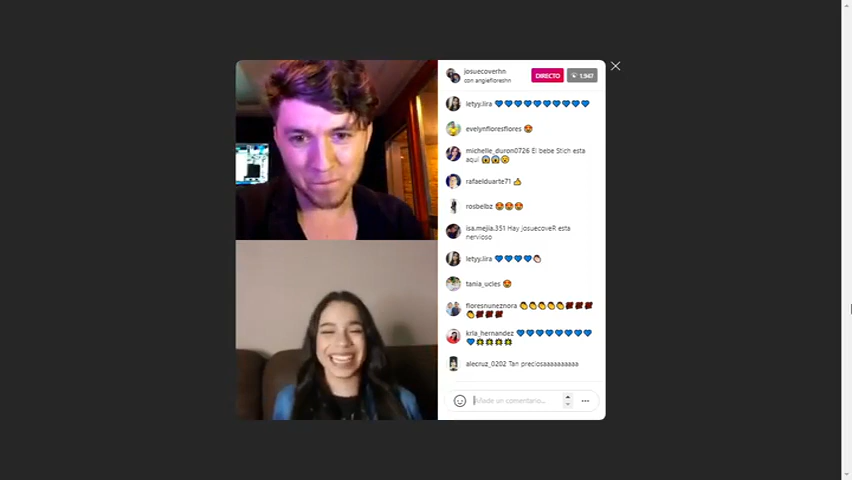 josuecoverhn
con angiefloreshn
DIRECTO
1,947
letyy.lira 💙💙💙💙💙💙💙💙💙💙
evelynfloresflores 😍
michelle_duron0726 El bebe Stich esta
aqui 😱😱😮
rafaelduarte71 👍
rosbelbz 😍😍😍
isa.mejia.351 Hay josuecoveR esta
nervioso
letyy.lira 💙💙💙💙
tania_ucles 😍
floresnuneznora 👏👏👏👏👏
krla_hernandez 💙💙💙💙💙💙💙💙
alecruz_0202 Tan preciosaaaaaaaaaa
Añade un comentario...